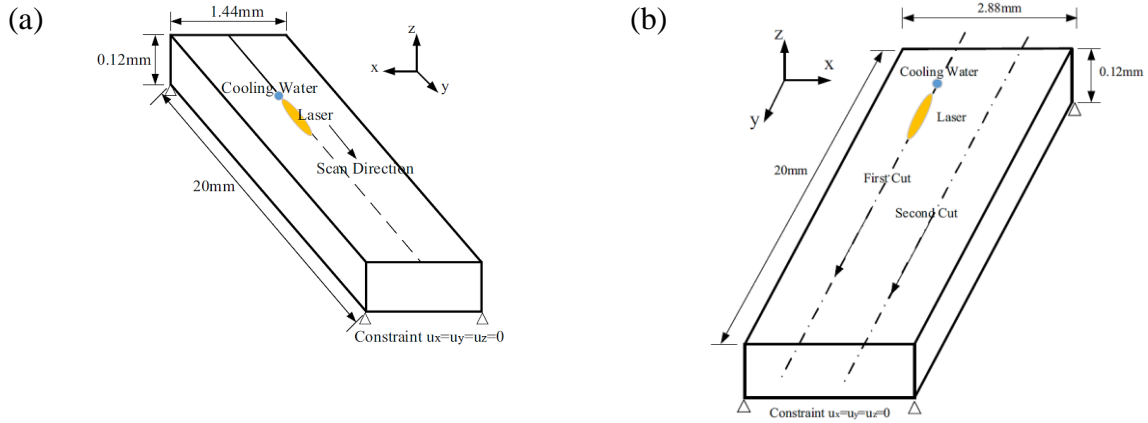 (a)
1.44mm
0.12mm
z
x
y
Cooling Water
Laser
Scan Direction
20mm
Constraint ux=uy=uz=0
(b)
2.88mm
z
x
y
0.12mm
Cooling Water
Laser
20mm
First Cut
Second Cut
Constraint ux=uy=uz=0